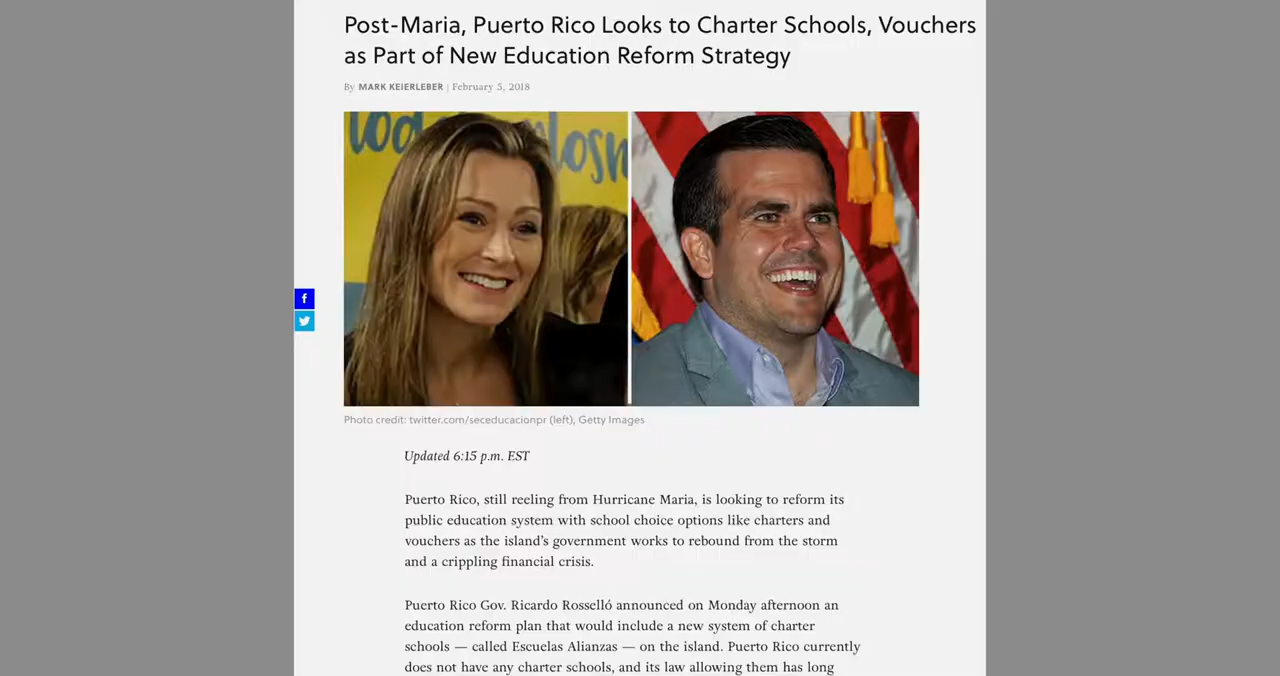 Post-Maria, Puerto Rico Looks to Charter Schools, Vouchers
as Part of New Education Reform Strategy
By MARK KEIERLEBER | February 5, 2018
Photo credit: twitter.com/seceducacionpr (left), Getty Images
Updated 6:15 p.m. EST
Puerto Rico, still reeling from Hurricane Maria, is looking to reform its
public education system with school choice options like charters and
vouchers as the island's government works to rebound from the storm
and a crippling financial crisis.
Puerto Rico Gov. Ricardo Rosselló announced on Monday afternoon an
education reform plan that would include a new system of charter
schools — called Escuelas Alianzas — on the island. Puerto Rico currently
does not have any charter schools, and its law allowing them has long